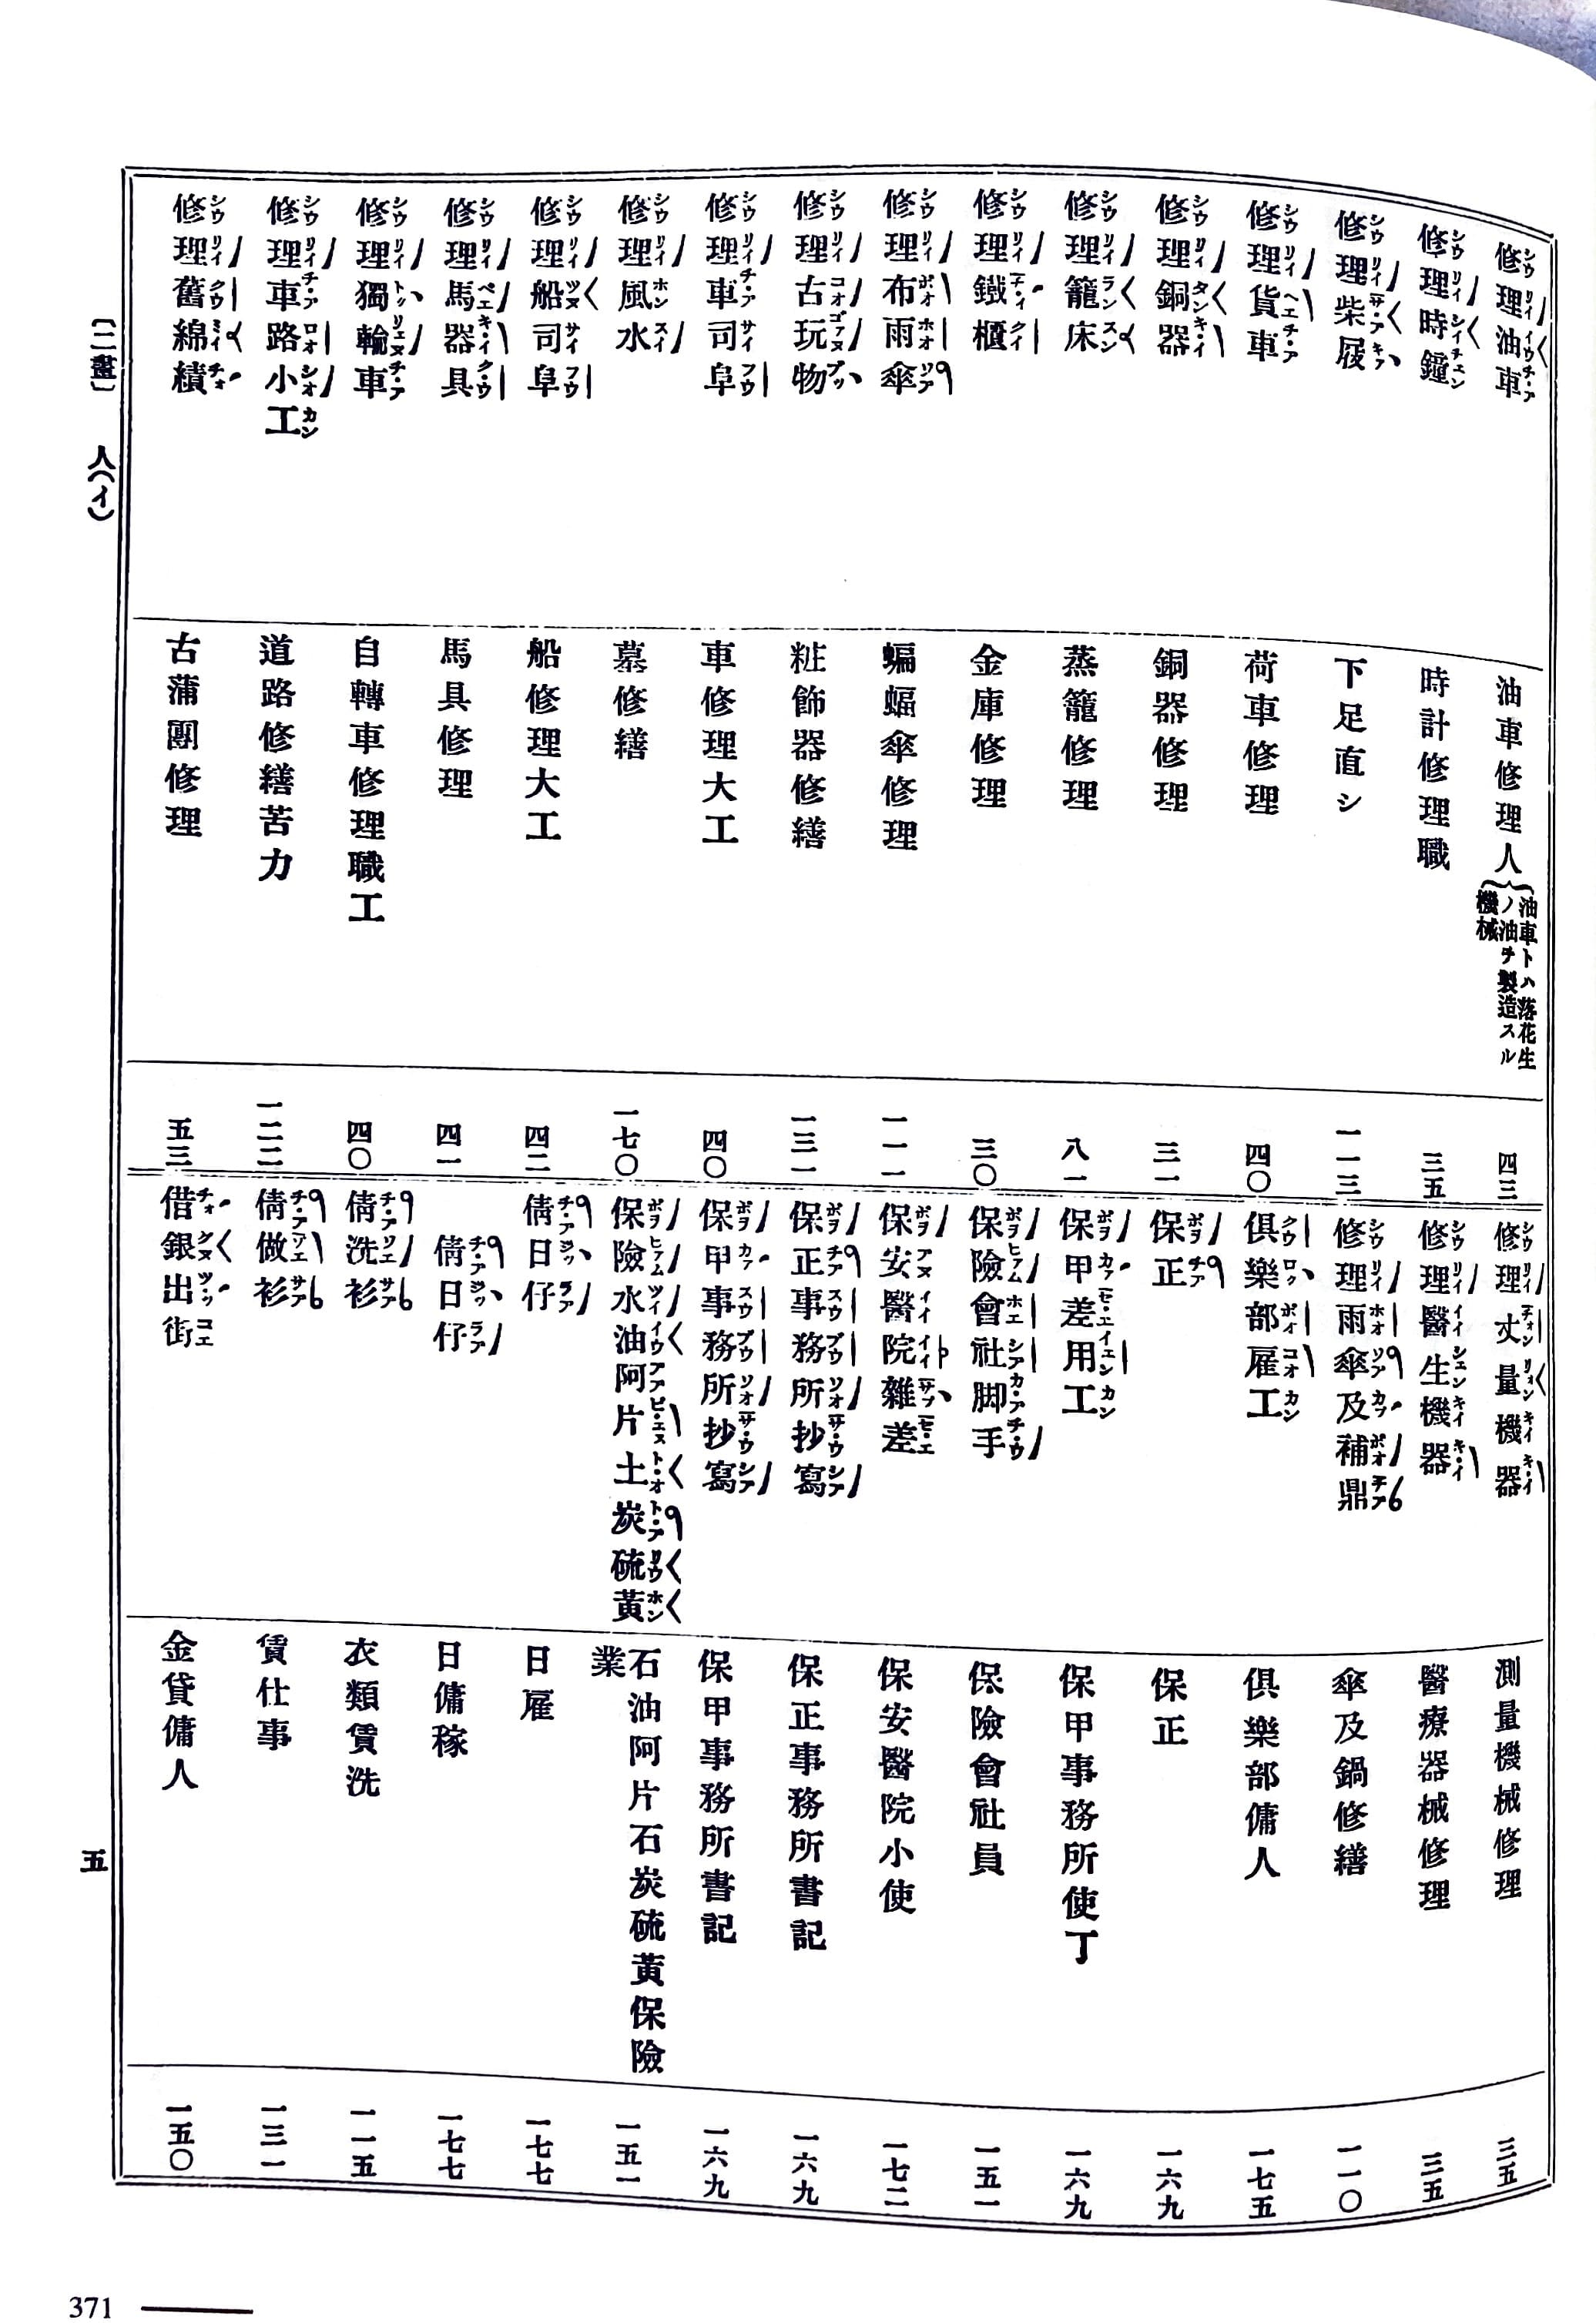 修理油車 油車修理人 油車トハ落花生ノ油ヲ製造スル機械 四三
修理時鐘 時計修理職 三五
修理柴屐 下足直シ 一一三
修理貨車 荷車修理 四〇
修理銅器 銅器修理 三一
修理籠床 蒸籠修理 八一
修理鐵櫃 金庫修理 三〇
修理布雨傘 蝙蝠傘修理 一一一
修理古玩物 粧飾器修繕 一三一
修理車司阜 車修理大工 四〇
修理風水 墓修繕 一七〇
修理船司阜 船修理大工 四二
修理馬器具 馬具修理 四一
修理獨輪車 自轉車修理職工 四〇
修理車路小工 道路修繕苦力 一二二
修理舊綿績 古蒲團修理 五三
修理丈量機器 測量機械修理 三五
修理醫生機器 醫療器械修理 三五
修理雨傘及補鼎 傘及鍋修繕 一一〇
俱樂部雇工 俱樂部傭人 一七五
保正 保正 一六九
保甲差用工 保甲事務所使丁 一六九
保險會社脚手 保險會社員 一五一
保安醫院雜差 保安醫院小使 一七二
保正事務所抄寫 保正事務所書記 一六九
保甲事務所抄寫 保甲事務所書記 一六九
保險水油阿片土炭硫黃 石油阿片石炭硫黃保險業 一五一
倩日仔 日雇 一七七
倩日仔 日傭稼 一七七
倩洗衫 衣類賃洗 一一五
倩做衫 賃仕事 一三一
借銀出街 金貸傭人 一五〇
〔二畫〕 人(イ)
五
371